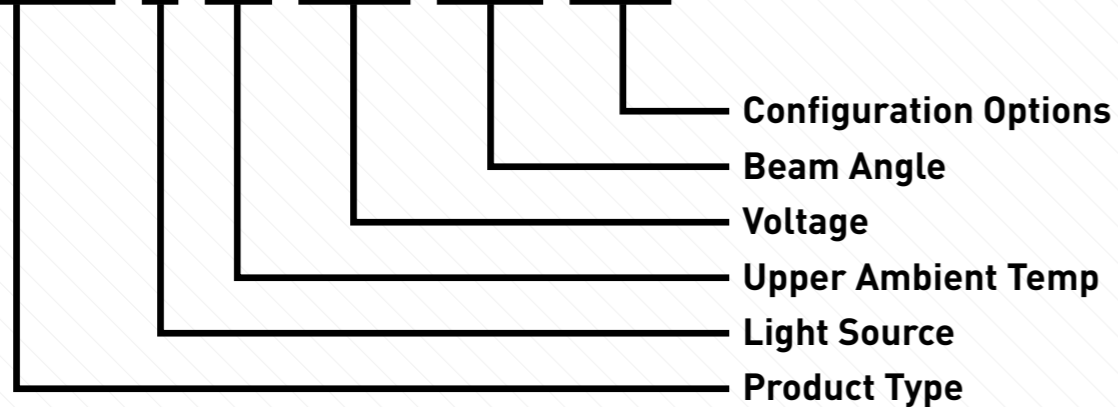 Configuration Options
Beam Angle
Voltage
Upper Ambient Temp
Light Source
Product Type